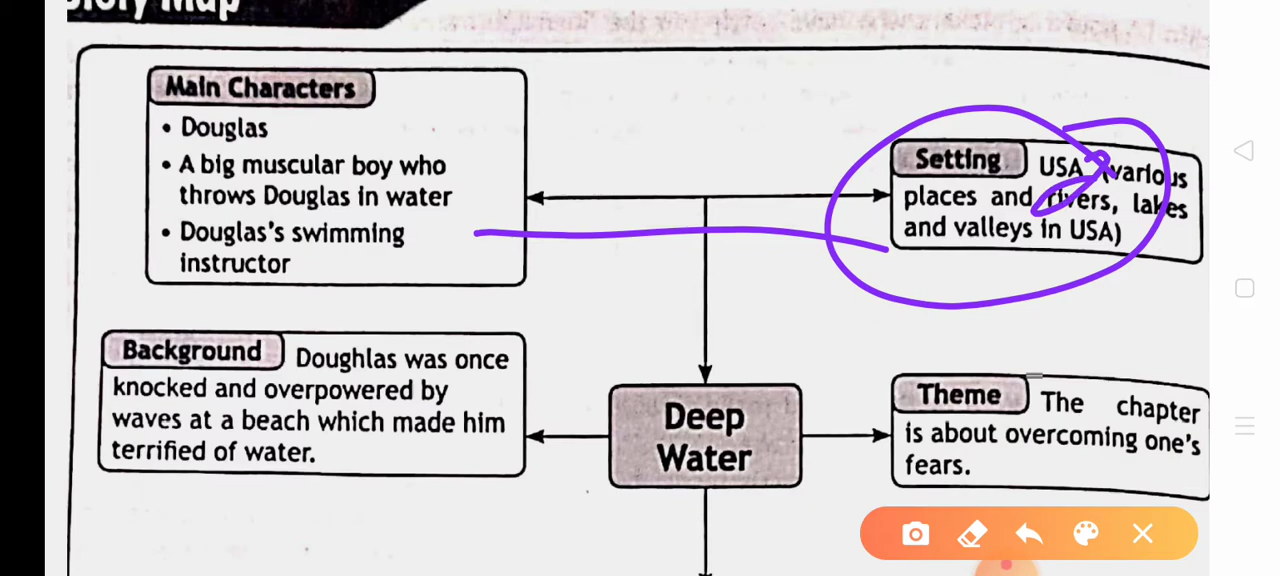 Story Map
Main Characters
• Douglas
• A big muscular boy who
throws Douglas in water
• Douglas's swimming
instructor
Setting USA (various
places and rivers, lakes
and valleys in USA)
Background Doughlas was once
knocked and overpowered by
waves at a beach which made him
terrified of water.
Deep
Water
Theme The chapter
is about overcoming one's
fears.